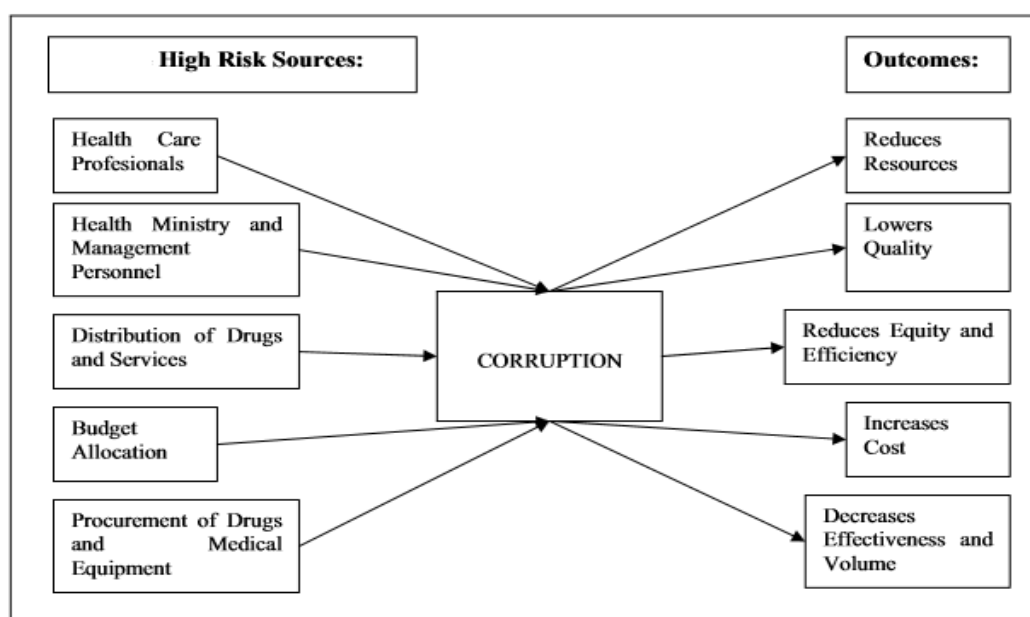 High Risk Sources:
Outcomes:
Health Care
Profesionals
Health Ministry and
Management
Personnel
Distribution of Drugs
and Services
Budget
Allocation
Procurement of Drugs
and Medical
Equipment
CORRUPTION
Reduces
Resources
Lowers
Quality
Reduces Equity and
Efficiency
Increases
Cost
Decreases
Effectiveness and
Volume